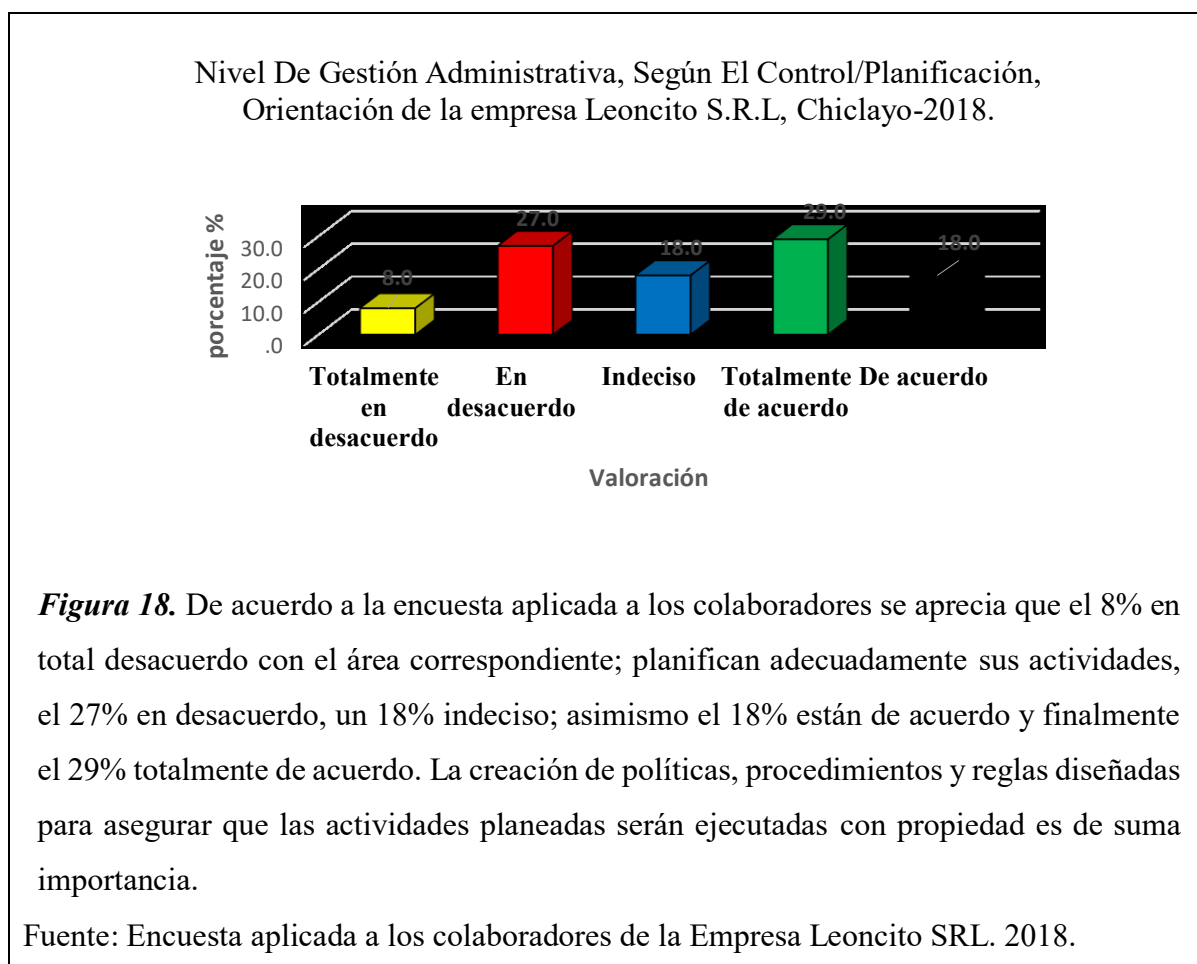 Nivel De Gestión Administrativa, Según El Control/Planificación,
Orientación de la empresa Leoncito S.R.L, Chiclayo-2018.
porcentaje %
30.0
20.0
10.0
.0
8.0
27.0
18.0
29.0
18.0
Totalmente en desacuerdo
En desacuerdo
Indeciso
Totalmente de acuerdo
De acuerdo
Valoración
Figura 18. De acuerdo a la encuesta aplicada a los colaboradores se aprecia que el 8% en
total desacuerdo con el área correspondiente; planifican adecuadamente sus actividades,
el 27% en desacuerdo, un 18% indeciso; asimismo el 18% están de acuerdo y finalmente
el 29% totalmente de acuerdo. La creación de políticas, procedimientos y reglas diseñadas
para asegurar que las actividades planeadas serán ejecutadas con propiedad es de suma
importancia.
Fuente: Encuesta aplicada a los colaboradores de la Empresa Leoncito SRL. 2018.